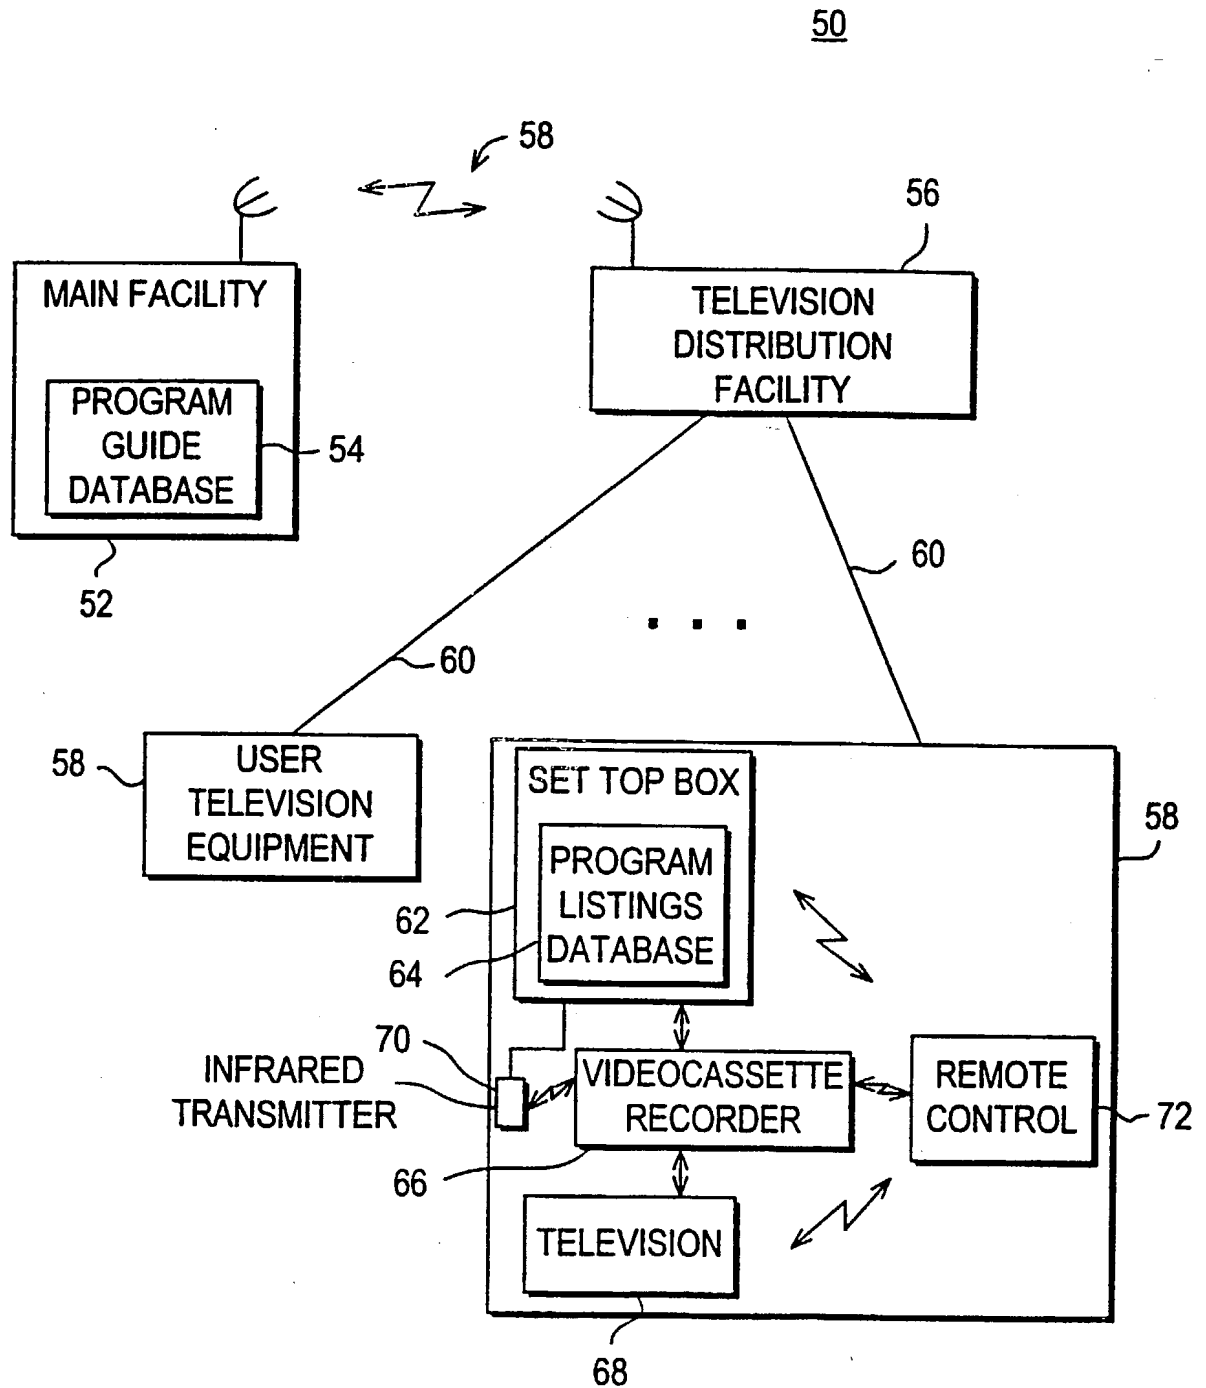 50
58
56
MAIN FACILITY
TELEVISION
DISTRIBUTION
FACILITY
PROGRAM
GUIDE
DATABASE
54
52
60
60
58
USER
TELEVISION
EQUIPMENT
SET TOP BOX
PROGRAM
LISTINGS
DATABASE
58
62
64
70
INFRARED
TRANSMITTER
VIDEOCASSETTE
RECORDER
REMOTE
CONTROL
72
66
TELEVISION
68